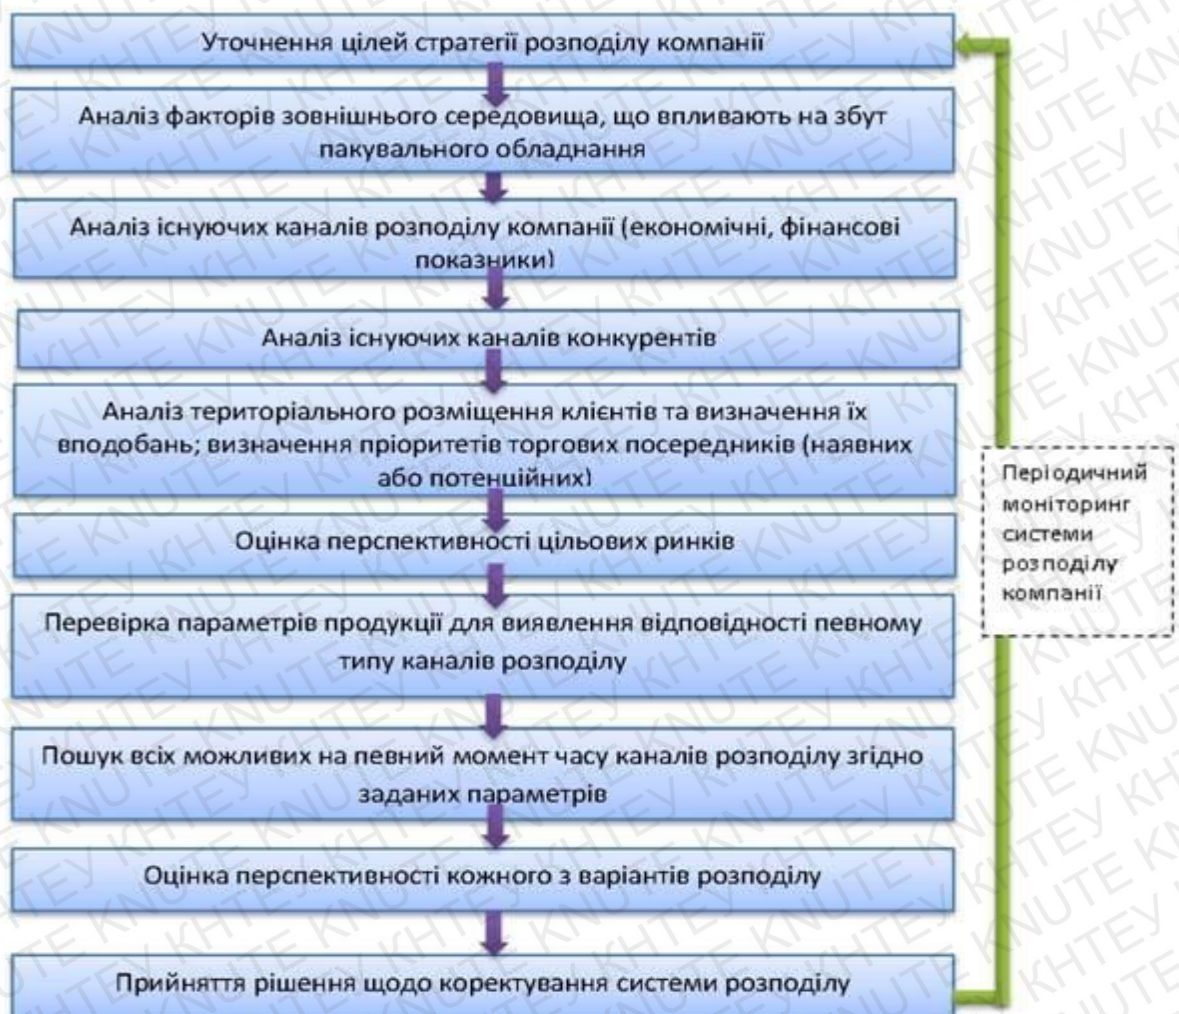 Уточнення цілей стратегії розподілу компанії
Аналіз факторів зовнішнього середовища, що впливають на збут
пакувального обладнання
Аналіз існуючих каналів розподілу компанії (економічні, фінансові
показники)
Аналіз існуючих каналів конкурентів
Аналіз територіального розміщення клієнтів та визначення їх
вподобань; визначення пріоритетів торгових посередників (наявних
або потенційних)
Оцінка перспективності цільових ринків
Перевірка параметрів продукції для виявлення відповідності певному
типу каналів розподілу
Пошук всіх можливих на певний момент часу каналів розподілу згідно
заданих параметрів
Оцінка перспективності кожного з варіантів розподілу
Прийняття рішення щодо коректування системи розподілу
Періодичний
моніторинг
системи
розподілу
компанії